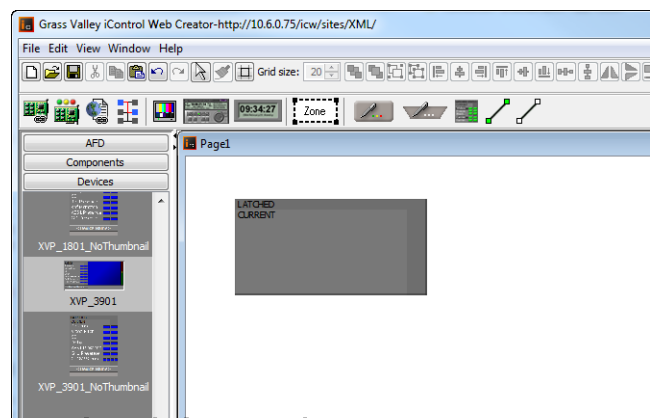 Grass Valley iControl Web Creator-http://10.6.0.75/icw/sites/XML/
File Edit View Window Help
Grid size: 20
09:34:27
Zone
AFD
Page1
Components
Devices
LATCHED
CURRENT
XVP_1801_NoThumbnail
XVP_3901
XVP_3901_NoThumbnail